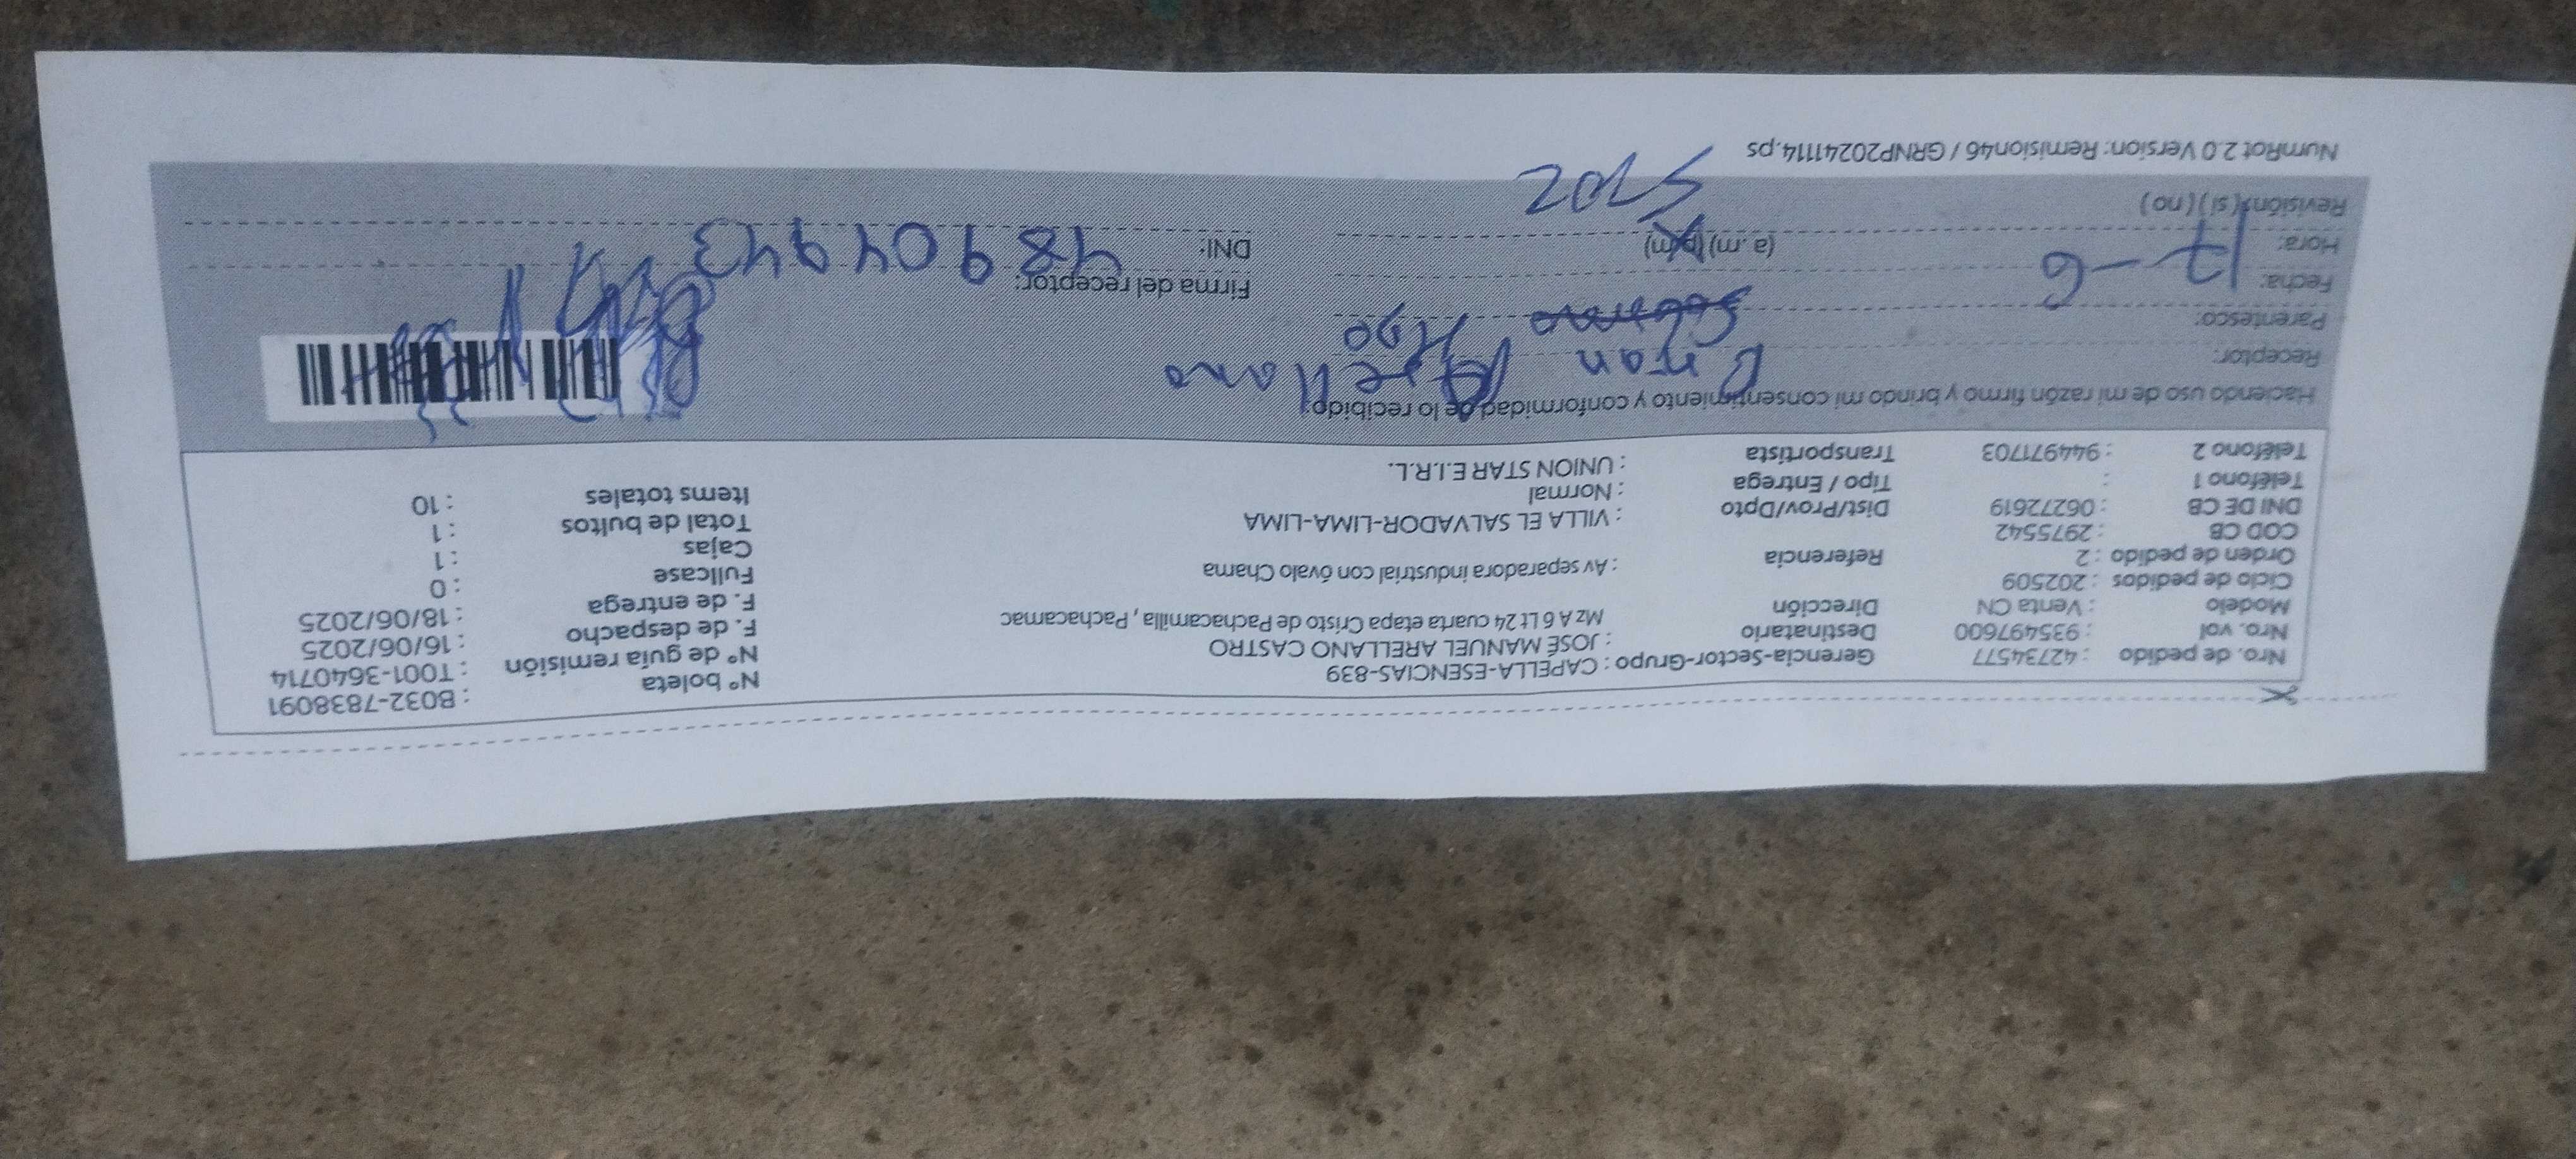 Nro. de pedido : 42734577 Gerencia-Sector-Grupo : CAPELLA-ESENCIAS-839 N° boleta : B032-7838091
Nro. vol : 935497600 Destinatario : JOSÉ MANUEL ARELLANO CASTRO N° de guía remisión : T001-3640714
Modelo : Venta CN Dirección Mz A 6 Lt 24 cuarta etapa Cristo de Pachacamilla , Pachacamac F. de despacho : 16/06/2025
Ciclo de pedidos : 202509 F. de entrega : 18/06/2025
Orden de pedido : 2 Referencia : Av separadora industrial con óvalo Chama Fullcase : 0
COD CB : 2975542 Cajas : 1
DNI DE CB : 06272619 Dist/Prov/Dpto : VILLA EL SALVADOR-LIMA-LIMA Total de bultos : 1
Teléfono 1 : Tipo / Entrega : Normal Items totales : 10
Teléfono 2 : 944971703 Transportista : UNION STAR E.I.R.L.
Haciendo uso de mi razón firmo y brindo mi consentimiento y conformidad de lo recibido:
Receptor: Arellano
Parentesco:
Fecha: 17-6 Firma del receptor:
Hora: (a. m) (p. m) DNI: 48904943
Revisión: (si) (no)
NumRot 2.0 Version: Remision46 / GRNP20241114.ps